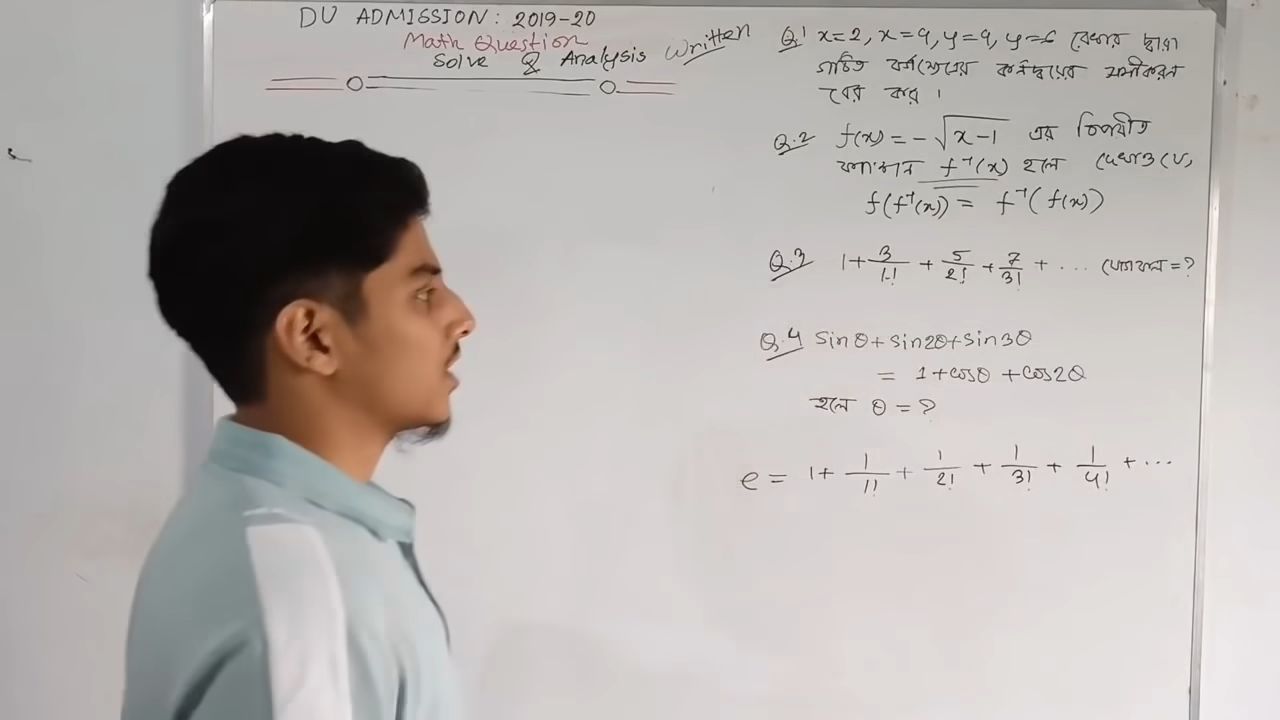 DU ADMISSION: 2019-20
Math Question
Solve & Analysis Written
Q.1 x=2, x=9, y=9, y=6 রেখার দ্বারা
গঠিত বর্গক্ষেত্রের কর্ণদ্বয়ের সমীকরণ
বের কর।
Q.2 f(x) = -√(x-1) এর বিপরীত
ফাংশন f⁻¹(x) হলে দেখাও যে,
f(f⁻¹(x)) = f⁻¹(f(x))
Q.3 1+3/1! + 5/2! + 7/3! + ... যোগফল=?
Q.4 sinθ+sin2θ+sin3θ
= 1+cosθ+cos2θ
হলে θ = ?
e = 1+ 1/1! + 1/2! + 1/3! + 1/4! + ...